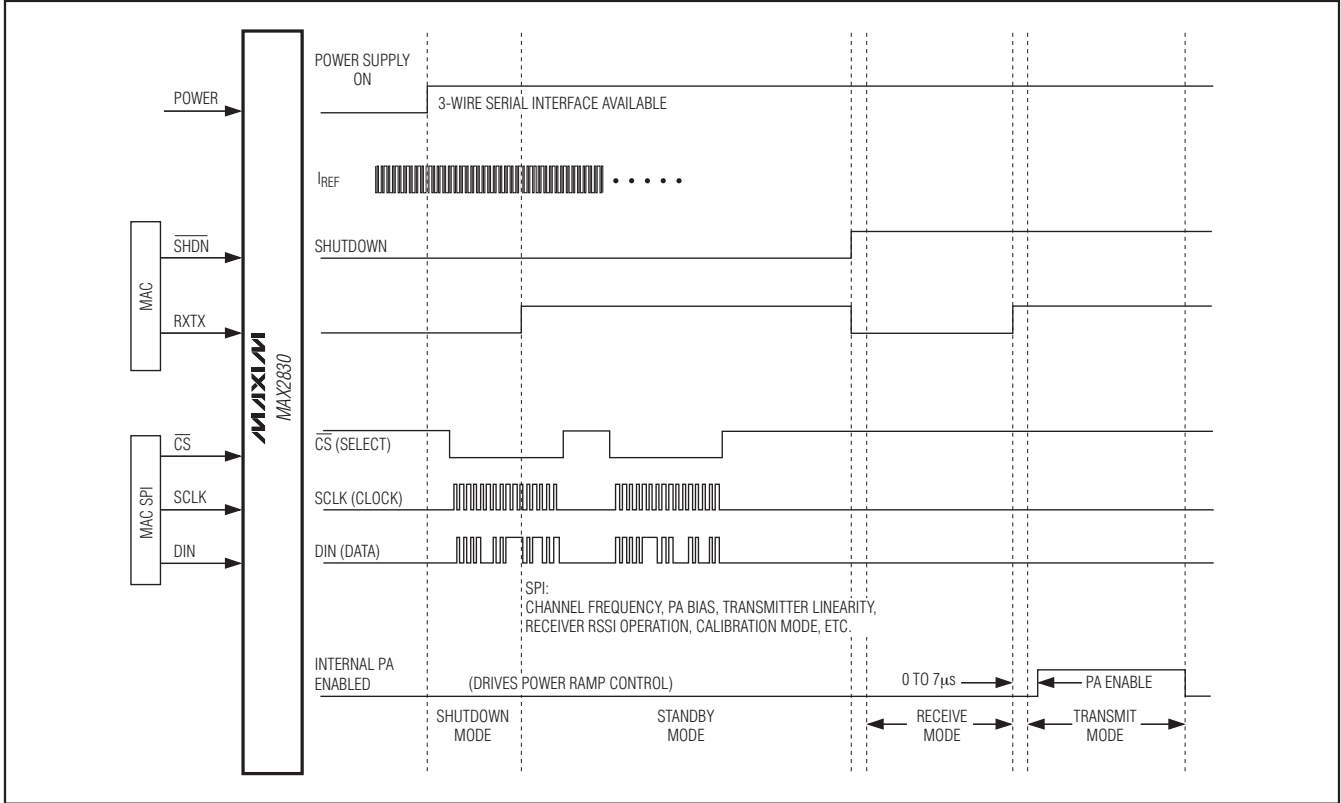 POWER SUPPLY
ON
POWER
3-WIRE SERIAL INTERFACE AVAILABLE
IREF
MAC
SHDN
SHUTDOWN
RXTX
MAXIM
MAX2830
MAC SPI
CS
CS (SELECT)
SCLK
SCLK (CLOCK)
DIN
DIN (DATA)
SPI:
CHANNEL FREQUENCY, PA BIAS, TRANSMITTER LINEARITY,
RECEIVER RSSI OPERATION, CALIBRATION MODE, ETC.
INTERNAL PA
ENABLED
(DRIVES POWER RAMP CONTROL)
0 TO 7μs
PA ENABLE
SHUTDOWN
MODE
STANDBY
MODE
RECEIVE
MODE
TRANSMIT
MODE